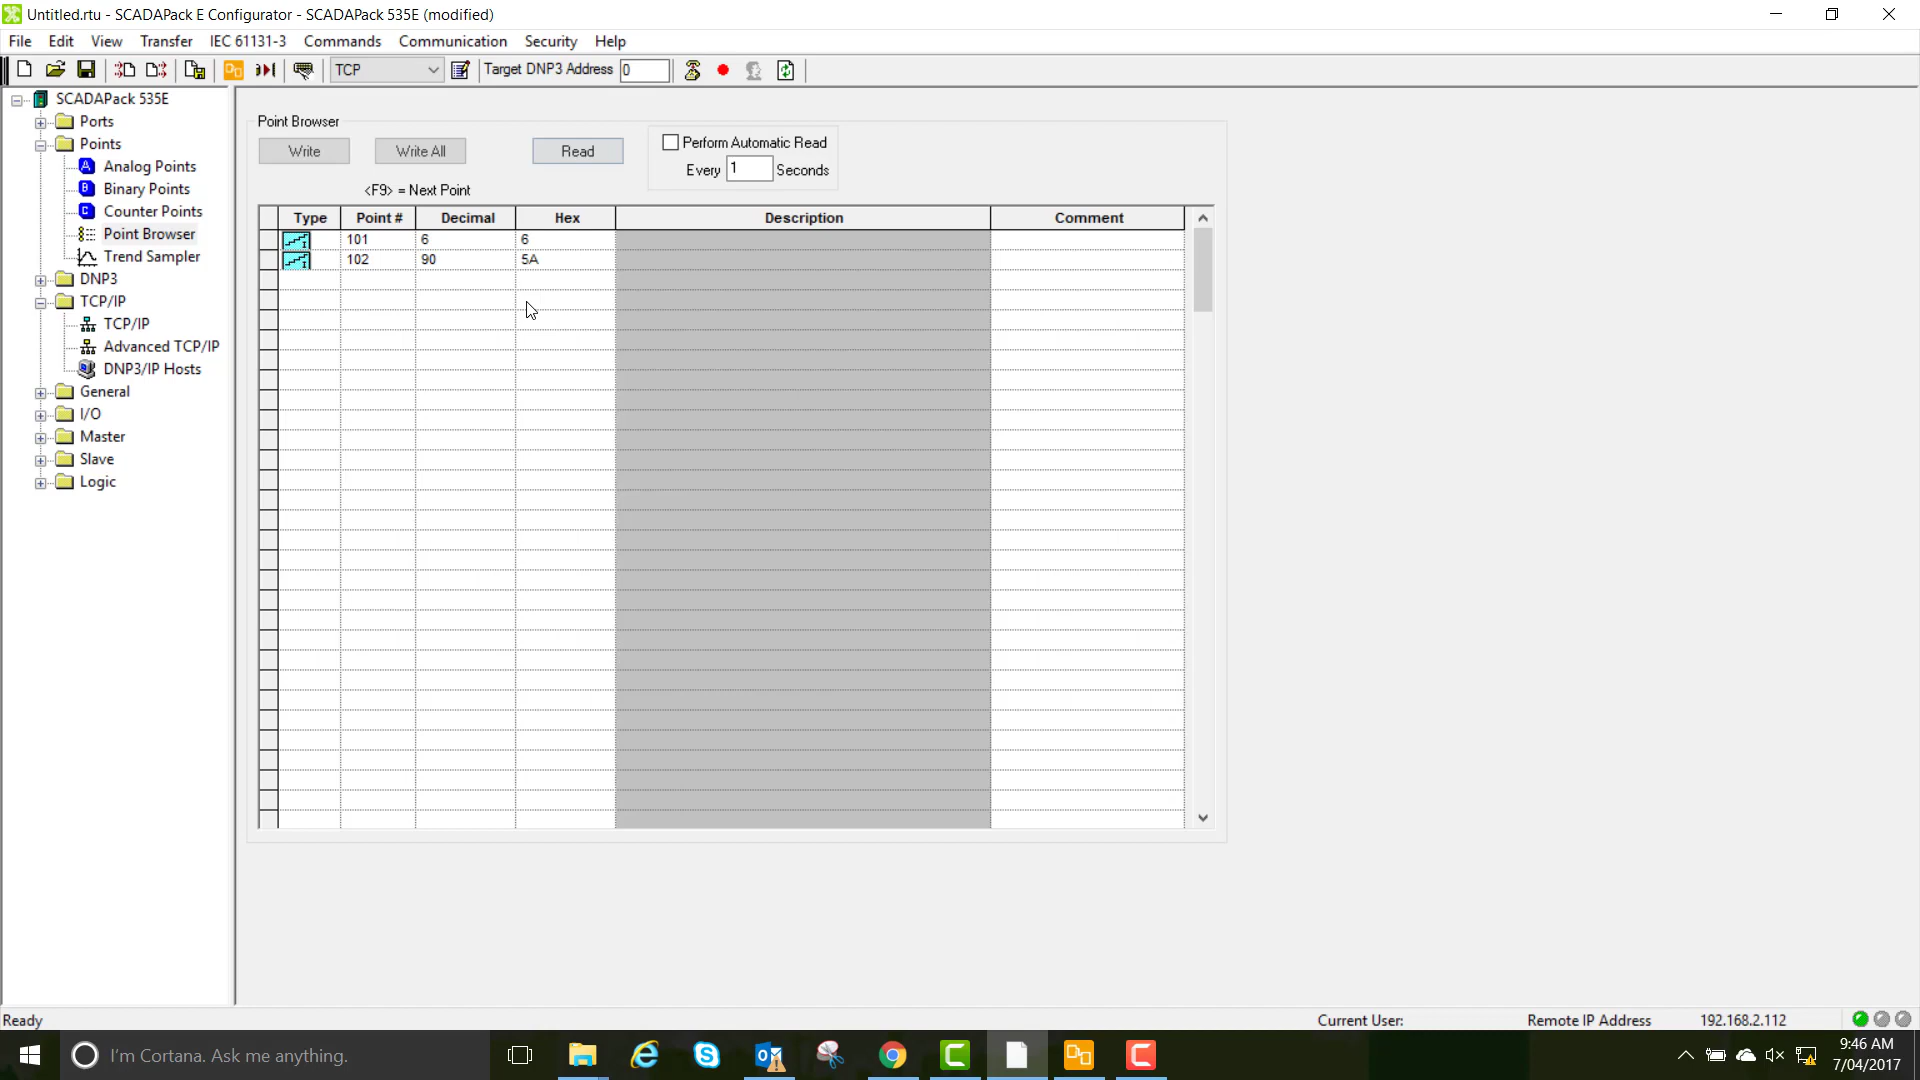 Untitled.rtu - SCADAPack E Configurator - SCADAPack 535E (modified)
File Edit View Transfer IEC 61131-3 Commands Communication Security Help
TCP Target DNP3 Address 0
SCADAPack 535E
Ports
Points
A Analog Points
B Binary Points
C Counter Points
Point Browser
Trend Sampler
DNP3
TCP/IP
TCP/IP
Advanced TCP/IP
DNP3/IP Hosts
General
I/O
Master
Slave
Logic
Point Browser
Write Write All Read
Perform Automatic Read
Every 1 Seconds
<F9> = Next Point
Type Point # Decimal Hex Description Comment
101 6 6
102 90 5A
Ready Current User: Remote IP Address 192.168.2.112
I'm Cortana. Ask me anything.
9:46 AM
7/04/2017